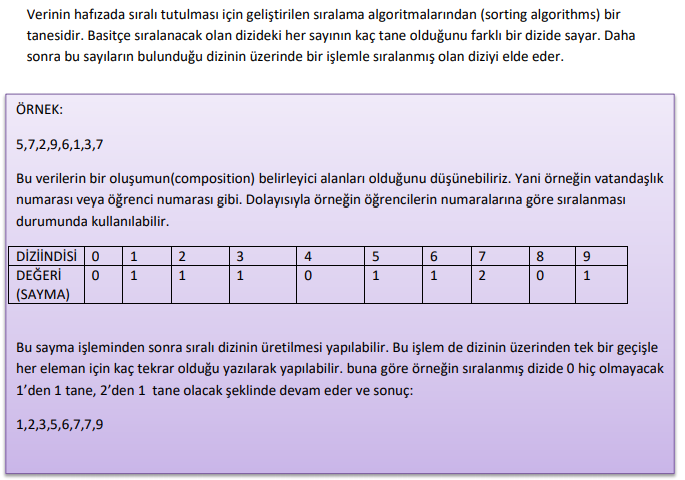 Verinin hafızada sıralı tutulması için geliştirilen sıralama algoritmalarından (sorting algorithms) bir
tanesidir. Basitçe sıralanacak olan dizideki her sayının kaç tane olduğunu farklı bir dizide sayar. Daha
sonra bu sayıların bulunduğu dizinin üzerinde bir işlemle sıralanmış olan diziyi elde eder.
ÖRNEK:
5,7,2,9,6,1,3,7
Bu verilerin bir oluşumun(composition) belirleyici alanları olduğunu düşünebiliriz. Yani örneğin vatandaşlık
numarası veya öğrenci numarası gibi. Dolayısıyla örneğin öğrencilerin numaralarına göre sıralanması
durumunda kullanılabilir.
DİZİİNDİSİ 0 1 2 3 4 5 6 7 8 9
DEĞERİ 0 1 1 1 0 1 1 2 0 1
(SAYMA)
Bu sayma işleminden sonra sıralı dizinin üretilmesi yapılabilir. Bu işlem de dizinin üzerinden tek bir geçişle
her eleman için kaç tekrar olduğu yazılarak yapılabilir. buna göre örneğin sıralanmış dizide 0 hiç olmayacak
1'den 1 tane, 2'den 1 tane olacak şeklinde devam eder ve sonuç:
1,2,3,5,6,7,7,9